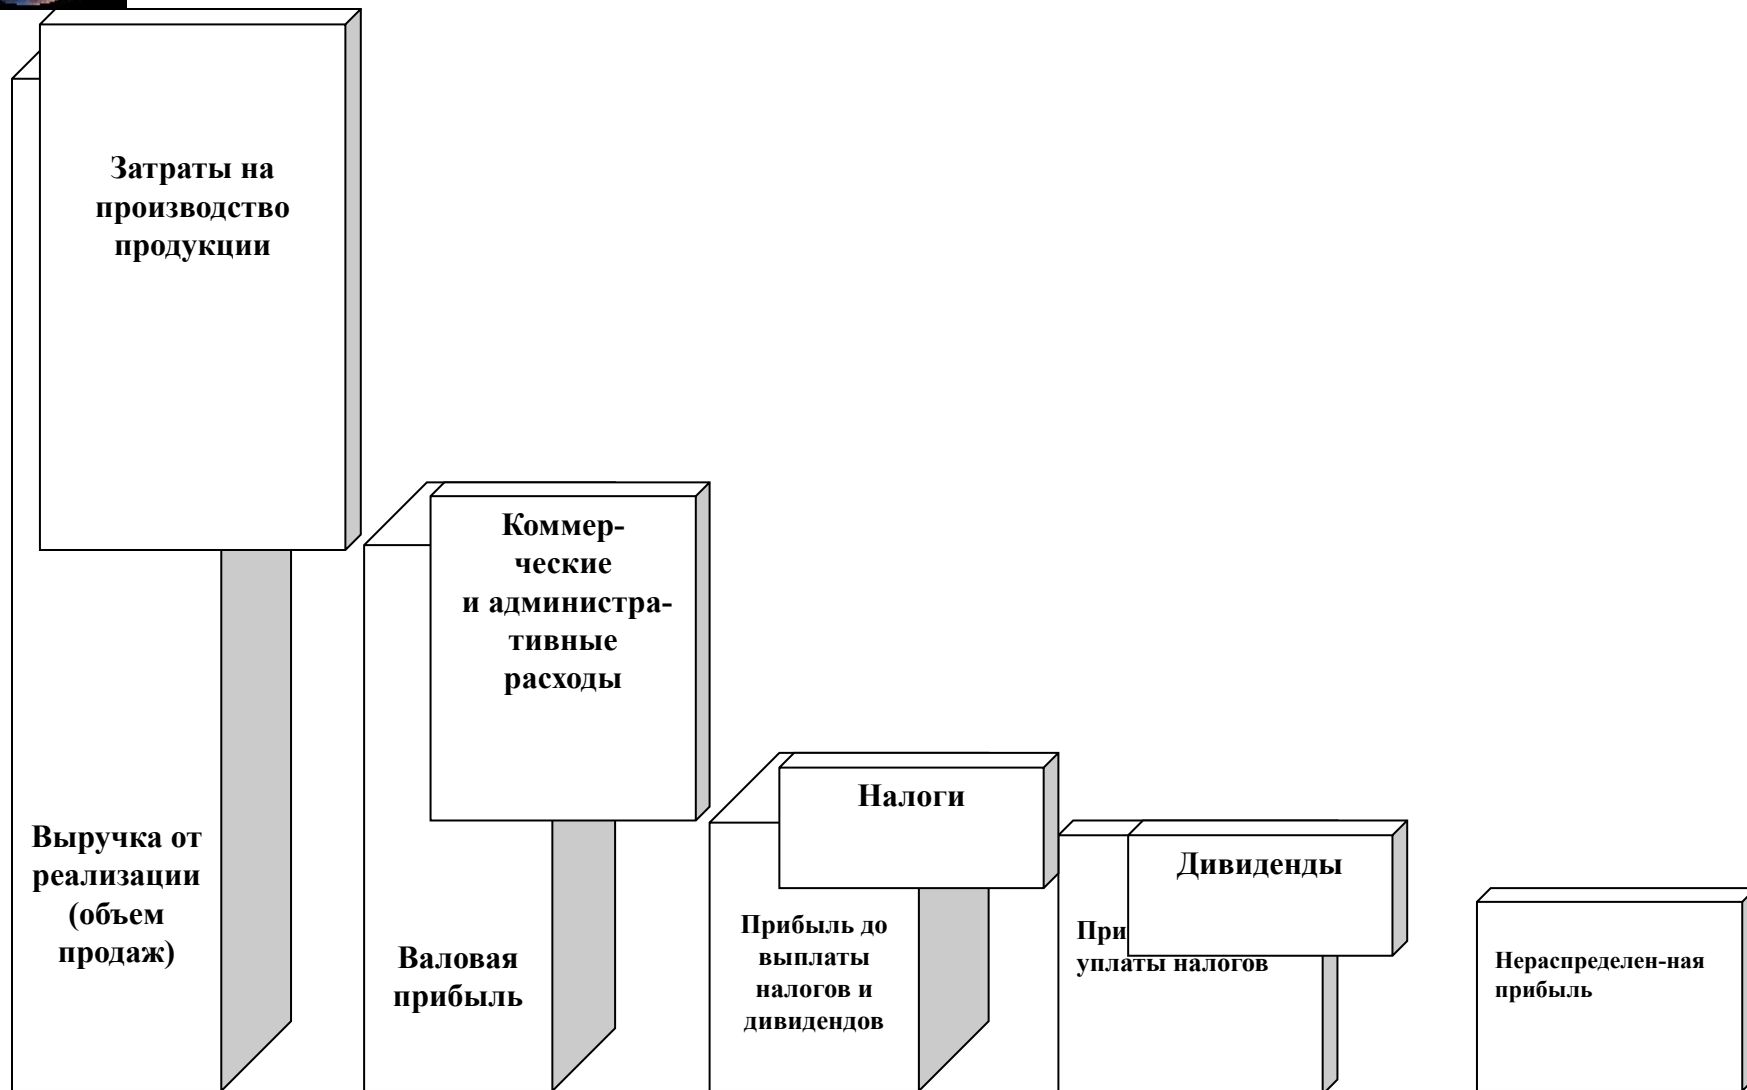 Затраты на
производство
продукции
Коммер-
ческие
и администра-
тивные
расходы
Налоги
Дивиденды
Выручка от
реализации
(объем
продаж)
Валовая
прибыль
Прибыль до
выплаты
налогов и
дивидендов
уплаты налогов
Нераспределен-ная
прибыль